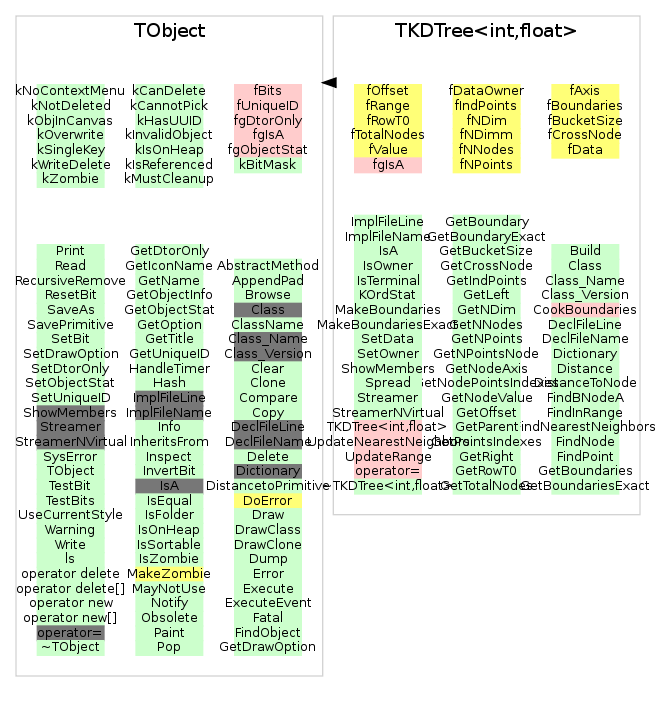 TObject
kNoContextMenu
kNotDeleted
kObjInCanvas
kOverwrite
kSingleKey
kWriteDelete
kZombie
kCanDelete
kCannotPick
kHasUUID
kInvalidObject
kIsOnHeap
kIsReferenced
kMustCleanup
fBits
fUniqueID
fgDtorOnly
fgIsA
fgObjectStat
kBitMask
Print
Read
RecursiveRemove
ResetBit
SaveAs
SavePrimitive
SetBit
SetDrawOption
SetDtorOnly
SetObjectStat
SetUniqueID
ShowMembers
Streamer
StreamerNVirtual
SysError
TObject
TestBit
TestBits
UseCurrentStyle
Warning
Write
ls
operator delete
operator delete[]
operator new
operator new[]
operator=
~TObject
GetDtorOnly
GetIconName
GetName
GetObjectInfo
GetObjectStat
GetOption
GetTitle
GetUniqueID
HandleTimer
Hash
ImplFileLine
ImplFileName
Info
InheritsFrom
Inspect
InvertBit
IsA
IsEqual
IsFolder
IsOnHeap
IsSortable
IsZombie
MakeZombie
MayNotUse
Notify
Obsolete
Paint
Pop
AbstractMethod
AppendPad
Browse
Class
ClassName
Class_Name
Class_Version
Clear
Clone
Compare
Copy
DeclFileLine
DeclFileName
Delete
Dictionary
DistancetoPrimitive
DoError
Draw
DrawClass
DrawClone
Dump
Error
Execute
ExecuteEvent
Fatal
FindObject
GetDrawOption
TKDTree<int,float>
fOffset
fRange
fRowT0
fTotalNodes
fValue
fgIsA
fDataOwner
fIndPoints
fNDim
fNDimm
fNNodes
fNPoints
fAxis
fBoundaries
fBucketSize
fCrossNode
fData
ImplFileLine
ImplFileName
IsA
IsOwner
IsTerminal
KOrdStat
MakeBoundaries
MakeBoundariesExact
SetData
SetOwner
ShowMembers
Spread
Streamer
StreamerNVirtual
TKDTree<int,float>
UpdateNearestNeighbors
UpdateRange
operator=
~TKDTree<int,float>
GetBoundary
GetBoundaryExact
GetBucketSize
GetCrossNode
GetIndPoints
GetLeft
GetNDim
GetNNodes
GetNPoints
GetNPointsNode
GetNodeAxis
GetNodePointsIndexes
GetNodeValue
GetOffset
GetParent
GetPointsIndexes
GetRight
GetRowT0
GetTotalNodes
Build
Class
Class_Name
Class_Version
CookBoundaries
DeclFileLine
DeclFileName
Dictionary
Distance
DistanceToNode
FindBNodeA
FindInRange
FindNearestNeighbors
FindNode
FindPoint
GetBoundaries
GetBoundariesExact